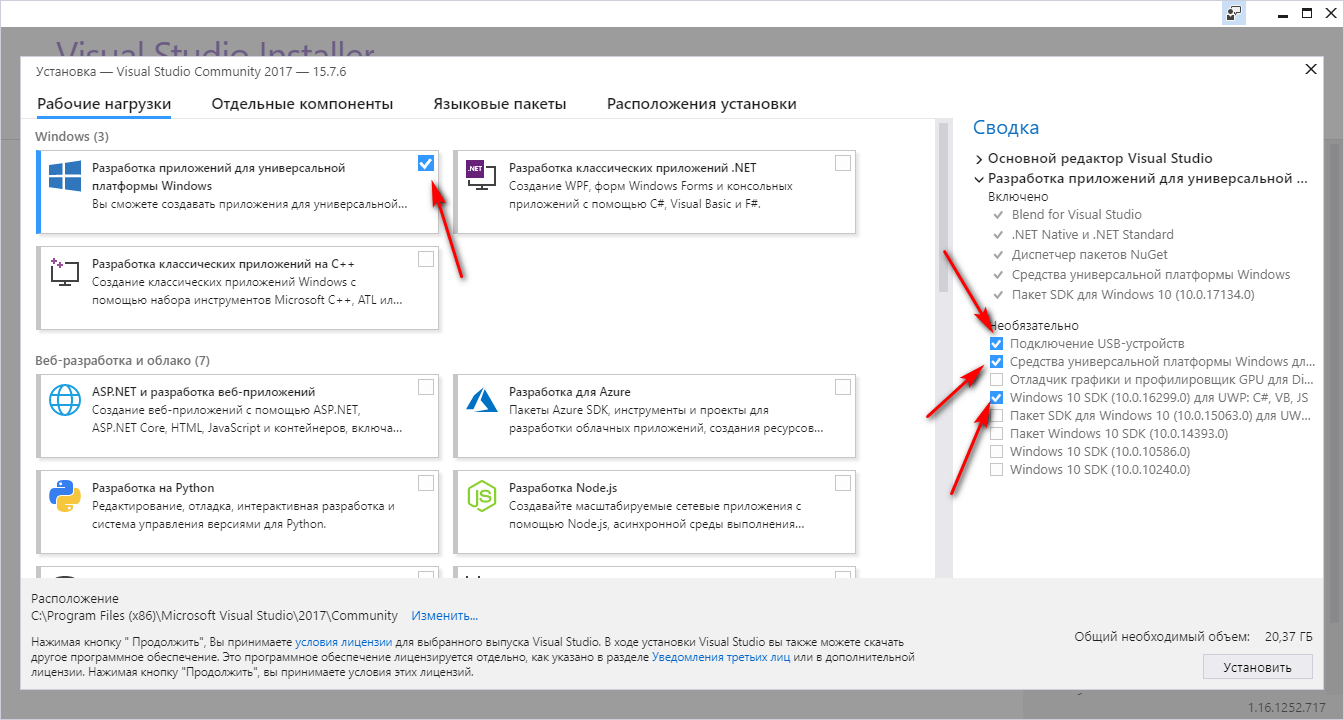 Visual Studio Installer
Установка — Visual Studio Community 2017 — 15.7.6
Рабочие нагрузки
Отдельные компоненты
Языковые пакеты
Расположения установки
Windows (3)
Разработка приложений для универсальной
платформы Windows
Вы сможете создавать приложения для универсальной...
.NET
Разработка классических приложений .NET
Создание WPF, форм Windows Forms и консольных
приложений с помощью C#, Visual Basic и F#.
Разработка классических приложений на C++
Создание классических приложений Windows с
помощью набора инструментов Microsoft C++, ATL ил...
Веб-разработка и облако (7)
ASP.NET и разработка веб-приложений
Создание веб-приложений с помощью ASP.NET,
ASP.NET Core, HTML, JavaScript и контейнеров, включа...
Разработка для Azure
Пакеты Azure SDK, инструменты и проекты для
разработки облачных приложений, создания ресурсов...
Разработка на Python
Редактирование, отладка, интерактивная разработка и
система управления версиями для Python.
Разработка Node.js
Создавайте масштабируемые сетевые приложения с
помощью Node.js, асинхронной среды выполнения...
Сводка
Основной редактор Visual Studio
Разработка приложений для универсальной ...
Включено
Blend for Visual Studio
.NET Native и .NET Standard
Диспетчер пакетов NuGet
Средства универсальной платформы Windows
Пакет SDK для Windows 10 (10.0.17134.0)
Необязательно
Подключение USB-устройств
Средства универсальной платформы Windows дл...
Отладчик графики и профилировщик GPU для Di...
Windows 10 SDK (10.0.16299.0) для UWP: C#, VB, JS
Пакет SDK для Windows 10 (10.0.15063.0) для UW...
Пакет Windows 10 SDK (10.0.14393.0)
Windows 10 SDK (10.0.10586.0)
Windows 10 SDK (10.0.10240.0)
Расположение
C:\Program Files (x86)\Microsoft Visual Studio\2017\Community Изменить...
Нажимая кнопку " Продолжить", Вы принимаете условия лицензии для выбранного выпуска Visual Studio. В ходе установки Visual Studio вы также можете скачать
другое программное обеспечение. Это программное обеспечение лицензируется отдельно, как указано в разделе Уведомления третьих лиц или в дополнительной
лицензии. Нажимая кнопку "Продолжить", вы принимаете условия этих лицензий.
Общий необходимый объем: 20,37 ГБ
Установить
1.16.1252.717